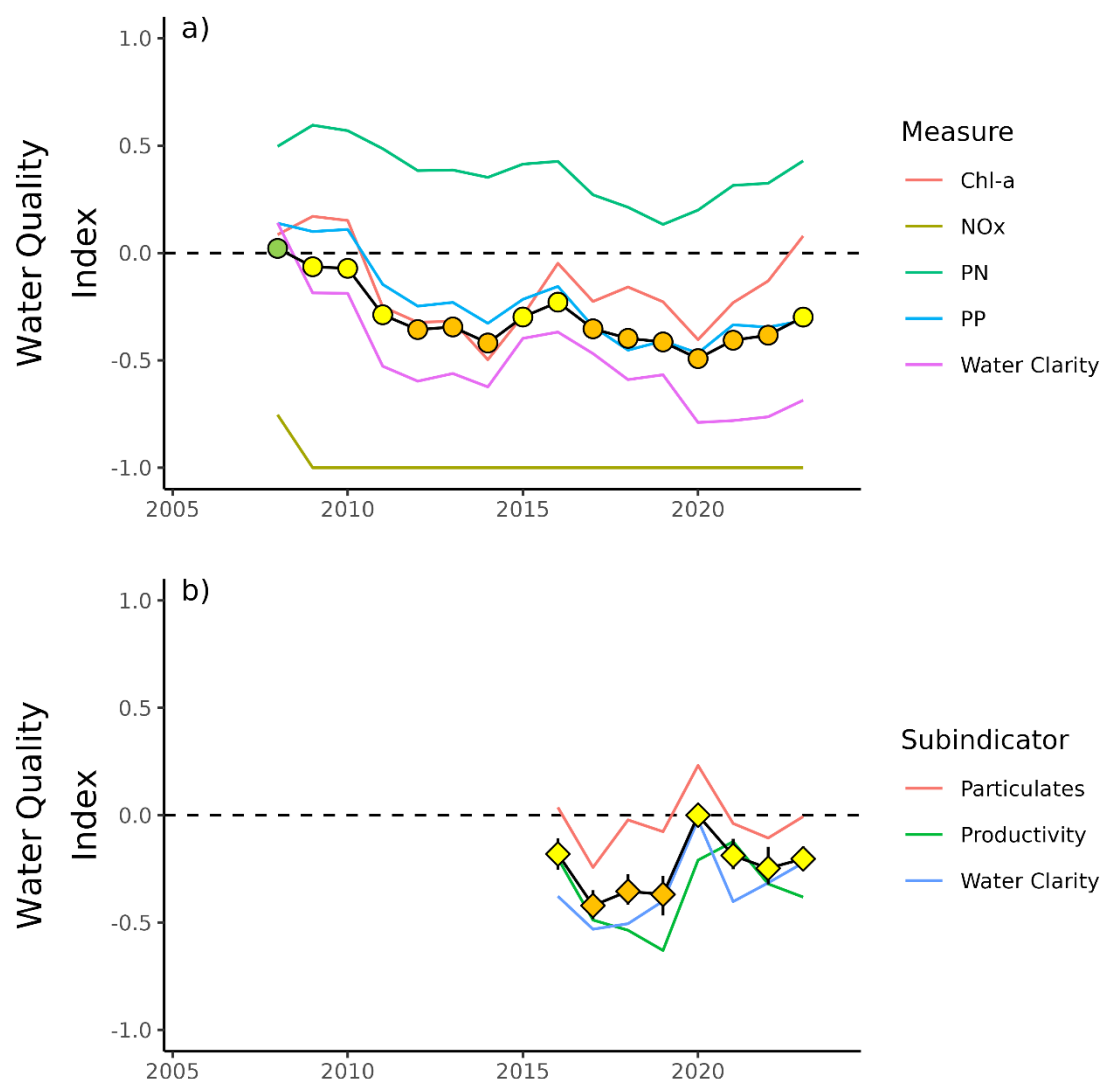 a)
Water Quality
Index
1.0
0.5
0.0
-0.5
-1.0
2005 2010 2015 2020
Measure
Chl-a
NOx
PN
PP
Water Clarity
b)
Water Quality
Index
1.0
0.5
0.0
-0.5
-1.0
2005 2010 2015 2020
Subindicator
Particulates
Productivity
Water Clarity